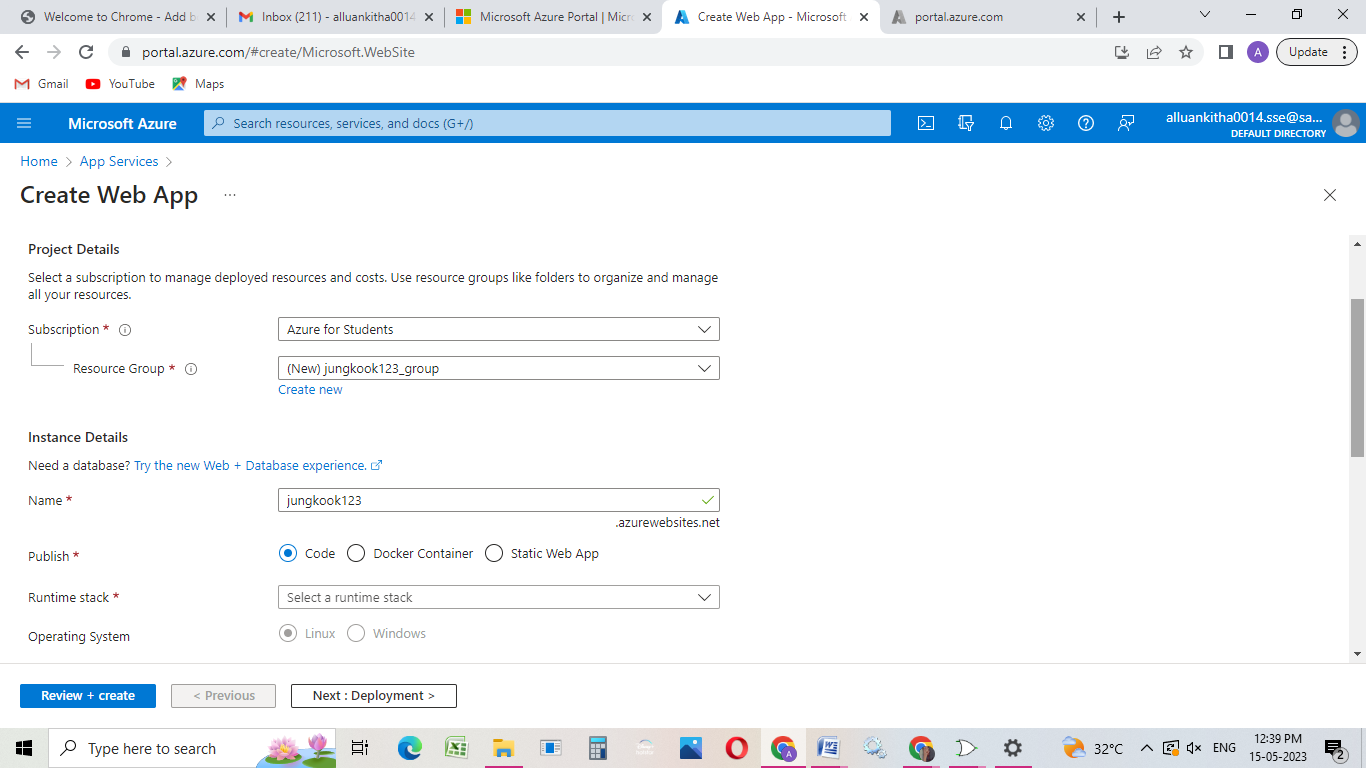 Welcome to Chrome - Add b
Inbox (211) - alluankitha0014
Microsoft Azure Portal | Micro
Create Web App - Microsoft
portal.azure.com
portal.azure.com/#create/Microsoft.WebSite
A
Update
Gmail
YouTube
Maps
Microsoft Azure
Search resources, services, and docs (G+/)
alluankitha0014.sse@sa...
DEFAULT DIRECTORY
Home > App Services >
Create Web App ...
Project Details
Select a subscription to manage deployed resources and costs. Use resource groups like folders to organize and manage
all your resources.
Subscription *
Azure for Students
Resource Group *
(New) jungkook123_group
Create new
Instance Details
Need a database? Try the new Web + Database experience.
Name *
jungkook123
.azurewebsites.net
Publish *
Code
Docker Container
Static Web App
Runtime stack *
Select a runtime stack
Operating System
Linux
Windows
Review + create
< Previous
Next : Deployment >
Type here to search
32°C
ENG
12:39 PM
15-05-2023
2